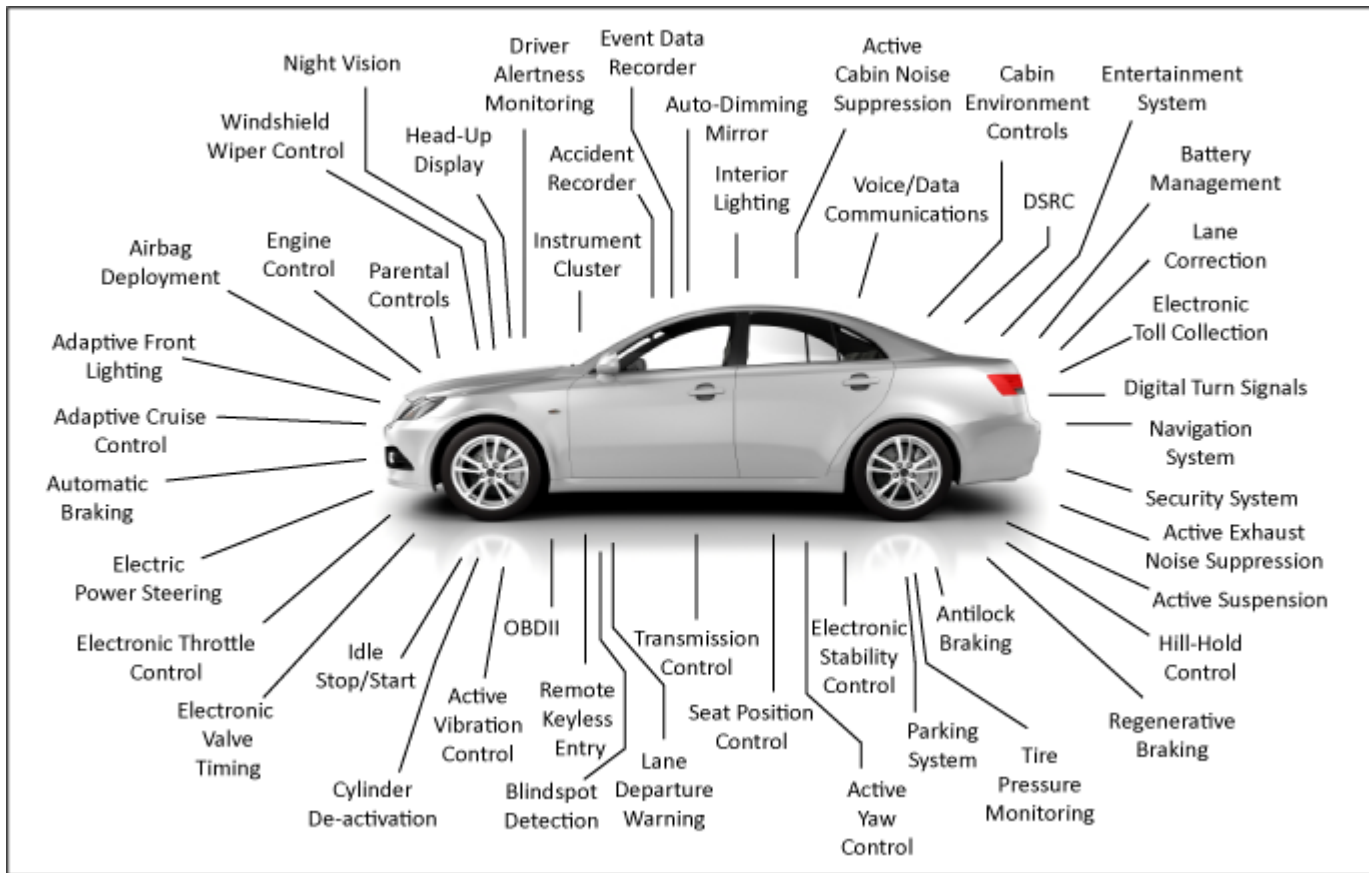 Night Vision
Driver
Alertness
Monitoring
Event Data
Recorder
Active
Cabin Noise
Suppression
Cabin
Environment
Controls
Entertainment
System
Windshield
Wiper Control
Head-Up
Display
Accident
Recorder
Auto-Dimming
Mirror
Interior
Lighting
Voice/Data
Communications
DSRC
Battery
Management
Airbag
Deployment
Engine
Control
Parental
Controls
Instrument
Cluster
Lane
Correction
Electronic
Toll Collection
Adaptive Front
Lighting
Digital Turn Signals
Adaptive Cruise
Control
Navigation
System
Automatic
Braking
Security System
Electric
Power Steering
Active Exhaust
Noise Suppression
Active Suspension
Electronic Throttle
Control
Idle
Stop/Start
OBDII
Transmission
Control
Electronic
Stability
Control
Antilock
Braking
Hill-Hold
Control
Electronic
Valve
Timing
Active
Vibration
Control
Remote
Keyless
Entry
Seat Position
Control
Parking
System
Regenerative
Braking
Cylinder
De-activation
Blindspot
Detection
Lane
Departure
Warning
Active
Yaw
Control
Tire
Pressure
Monitoring